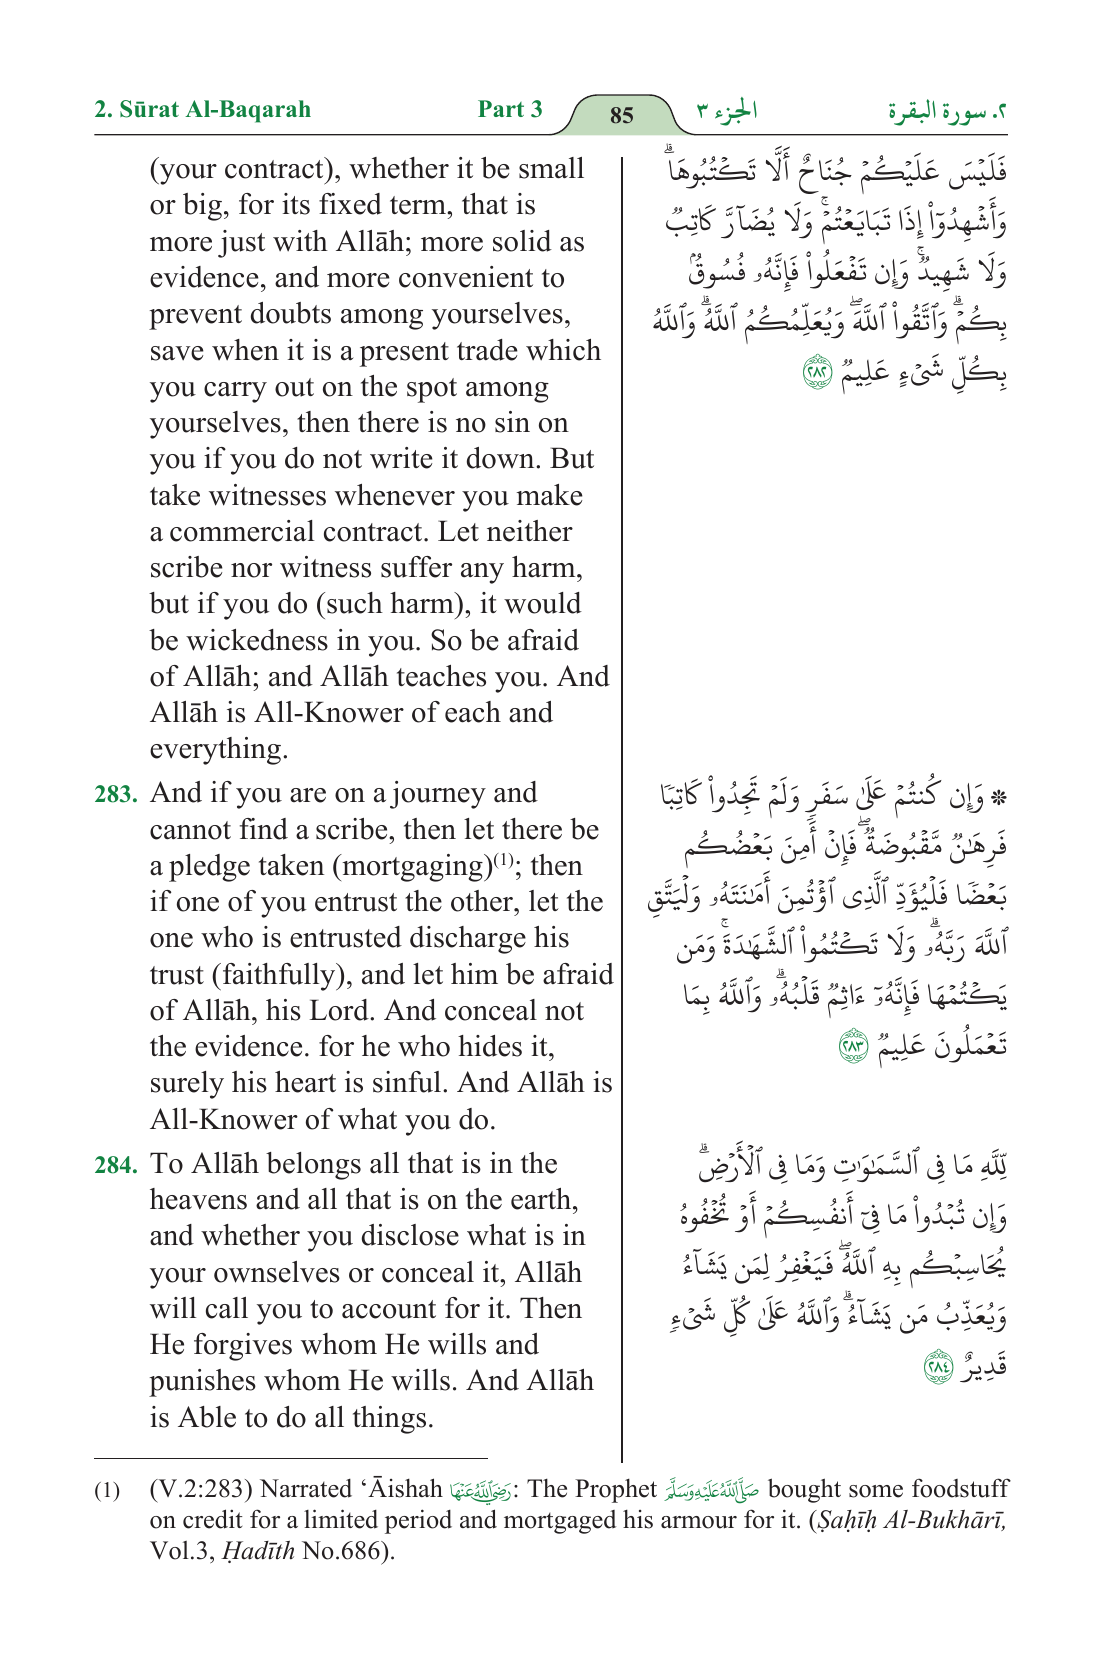 2. Sūrat Al-Baqarah Part 3 85 الجزء ٣ ٢. سورة البقرة
(your contract), whether it be small
or big, for its fixed term, that is
more just with Allāh; more solid as
evidence, and more convenient to
prevent doubts among yourselves,
save when it is a present trade which
you carry out on the spot among
yourselves, then there is no sin on
you if you do not write it down. But
take witnesses whenever you make
a commercial contract. Let neither
scribe nor witness suffer any harm,
but if you do (such harm), it would
be wickedness in you. So be afraid
of Allāh; and Allāh teaches you. And
Allāh is All-Knower of each and
everything.
فَلَيۡسَ عَلَيۡكُمۡ جُنَاحٌ أَلَّا تَكۡتُبُوهَاۗ
وَأَشۡهِدُوٓاْ إِذَا تَبَايَعۡتُمۡۚ وَلَا يُضَآرَّ كَاتِبٞ
وَلَا شَهِيدٞۚ وَإِن تَفۡعَلُواْ فَإِنَّهُۥ فُسُوقُۢ
بِكُمۡۗ وَٱتَّقُواْ ٱللَّهَۖ وَيُعَلِّمُكُمُ ٱللَّهُۗ وَٱللَّهُ
بِكُلِّ شَيۡءٍ عَلِيمٞ ٢٨٢
283. And if you are on a journey and
cannot find a scribe, then let there be
a pledge taken (mortgaging)(1); then
if one of you entrust the other, let the
one who is entrusted discharge his
trust (faithfully), and let him be afraid
of Allāh, his Lord. And conceal not
the evidence. for he who hides it,
surely his heart is sinful. And Allāh is
All-Knower of what you do.
۞ وَإِن كُنتُمۡ عَلَىٰ سَفَرٖ وَلَمۡ تَجِدُواْ كَاتِبٗا
فَرِهَٰنٞ مَّقۡبُوضَةٞۖ فَإِنۡ أَمِنَ بَعۡضُكُم
بَعۡضٗا فَلۡيُؤَدِّ ٱلَّذِي ٱؤۡتُمِنَ أَمَٰنَتَهُۥ وَلۡيَتَّقِ
ٱللَّهَ رَبَّهُۥۗ وَلَا تَكۡتُمُواْ ٱلشَّهَٰدَةَۚ وَمَن
يَكۡتُمۡهَا فَإِنَّهُۥٓ ءَاثِمٞ قَلۡبُهُۥۗ وَٱللَّهُ بِمَا
تَعۡمَلُونَ عَلِيمٞ ٢٨٣
284. To Allāh belongs all that is in the
heavens and all that is on the earth,
and whether you disclose what is in
your ownselves or conceal it, Allāh
will call you to account for it. Then
He forgives whom He wills and
punishes whom He wills. And Allāh
is Able to do all things.
لِّلَّهِ مَا فِي ٱلسَّمَٰوَٰتِ وَمَا فِي ٱلۡأَرۡضِۗ
وَإِن تُبۡدُواْ مَا فِيٓ أَنفُسِكُمۡ أَوۡ تُخۡفُوهُ
يُحَاسِبۡكُم بِهِ ٱللَّهُۖ فَيَغۡفِرُ لِمَن يَشَآءُ
وَيُعَذِّبُ مَن يَشَآءُۗ وَٱللَّهُ عَلَىٰ كُلِّ شَيۡءٖ
قَدِيرٌ ٢٨٤
(1) (V.2:283) Narrated ‘Āishah رَضِيَ ٱللَّهُ عَنْهَا: The Prophet صَلَّى ٱللَّهُ عَلَيْهِ وَسَلَّمَ bought some foodstuff
on credit for a limited period and mortgaged his armour for it. (Ṣaḥīḥ Al-Bukhārī,
Vol.3, Ḥadīth No.686).